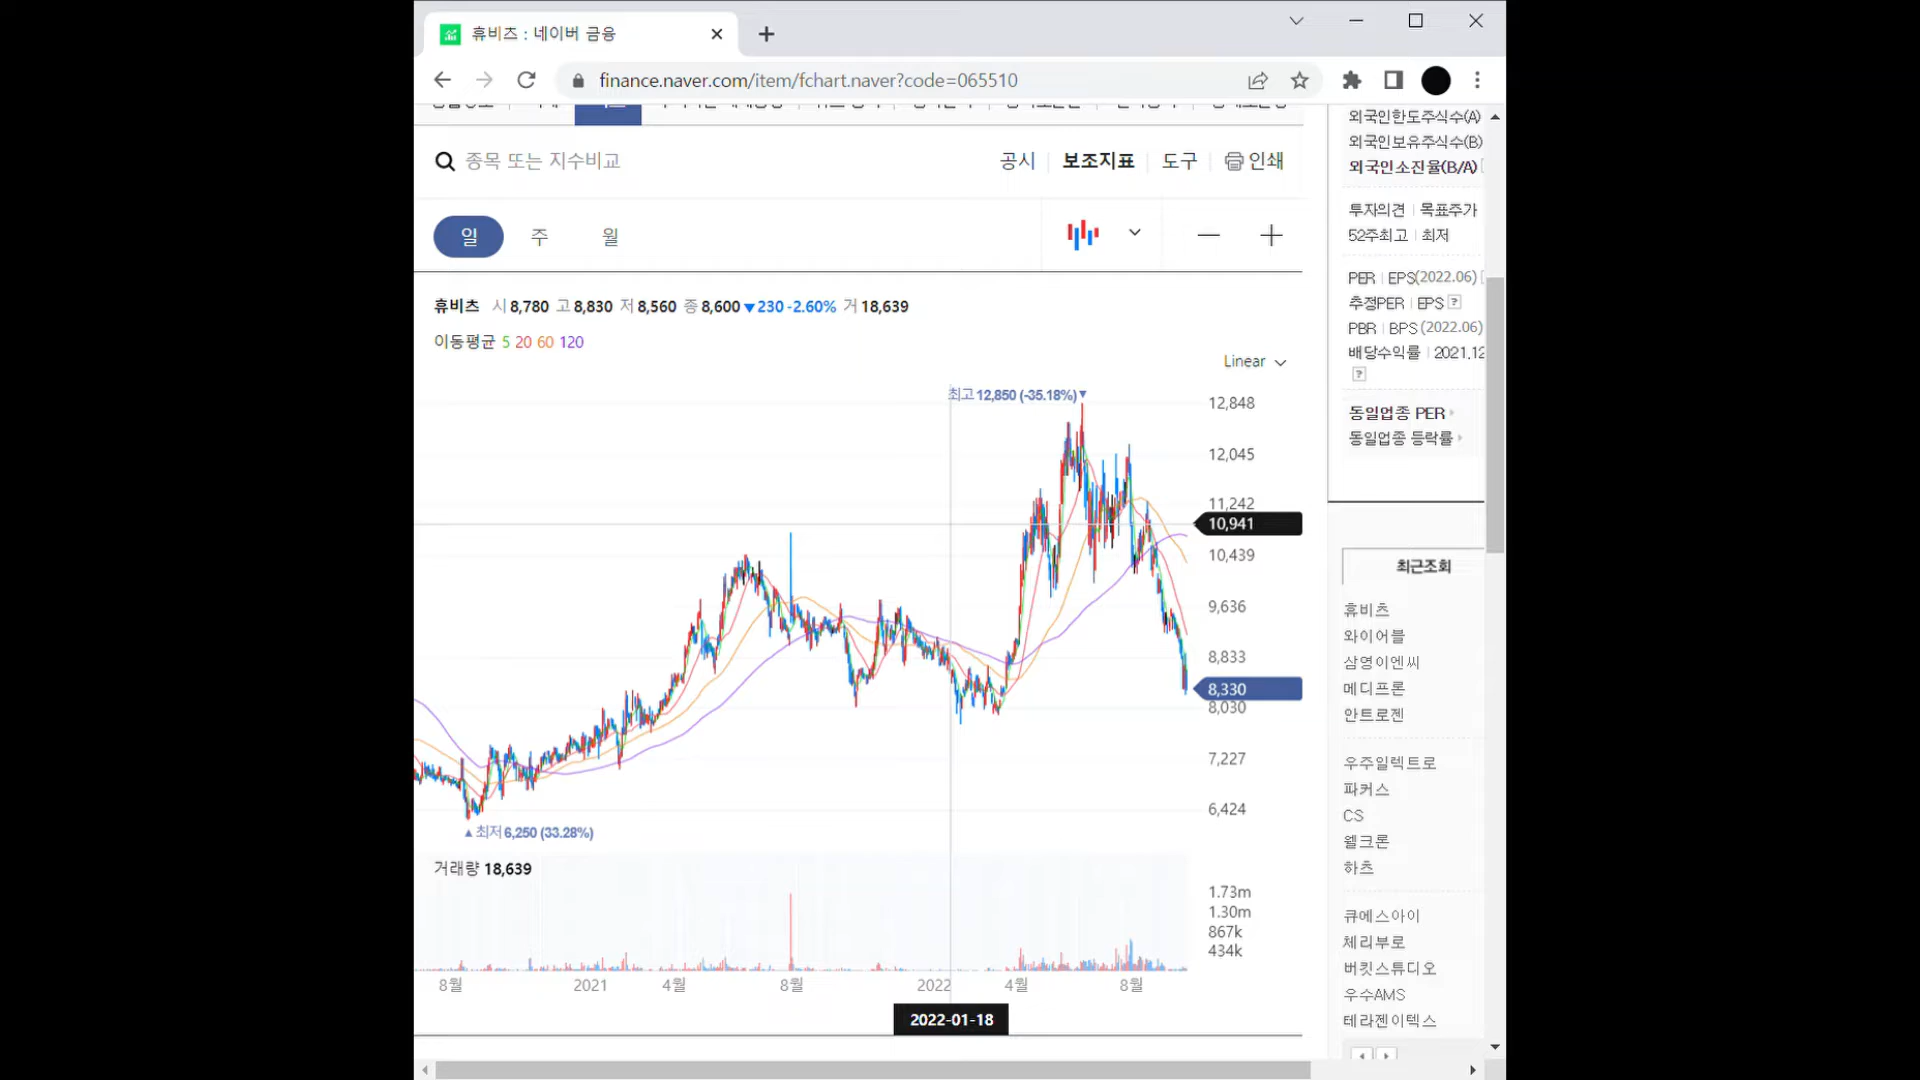 휴비츠 : 네이버 금융
finance.naver.com/item/fchart.naver?code=065510
종목 또는 지수비교
공시 보조지표 도구 인쇄
일 주 월
휴비츠 시 8,780 고 8,830 저 8,560 종 8,600 ▼230 -2.60% 거 18,639
이동평균 5 20 60 120
Linear
최고 12,850 (-35.18%)▼
12,848
12,045
11,242
10,941
10,439
9,636
8,833
8,330
8,030
7,227
6,424
▲최저 6,250 (33.28%)
거래량 18,639
1.73m
1.30m
867k
434k
8월 2021 4월 8월 2022 4월 8월
2022-01-18
외국인한도주식수(A)
외국인보유주식수(B)
외국인소진율(B/A)
투자의견 | 목표주가
52주최고 | 최저
PER | EPS(2022.06)
추정PER | EPS ?
PBR | BPS (2022.06)
배당수익률 | 2021.12
?
동일업종 PER
동일업종 등락률
최근조회
휴비츠
와이어블
삼영이엔씨
메디프론
안트로젠
우주일렉트로
파커스
CS
웰크론
하츠
큐에스아이
체리부로
버킷스튜디오
우수AMS
테라젠이텍스